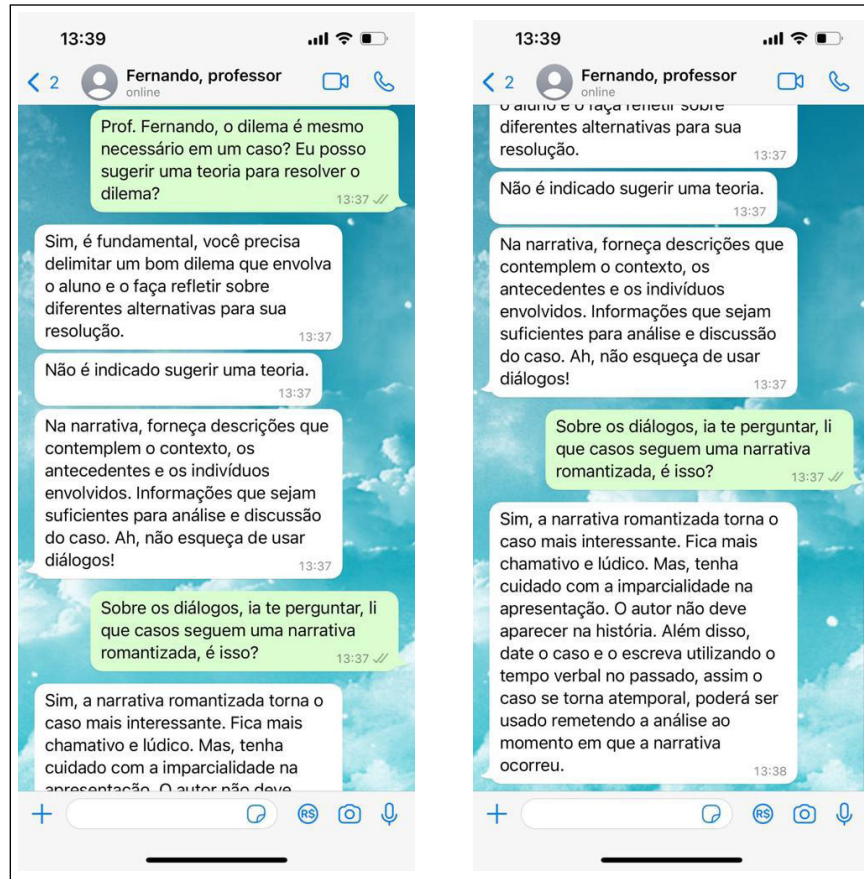 13:39
2
Fernando, professor
online
Prof. Fernando, o dilema é mesmo
necessário em um caso? Eu posso
sugerir uma teoria para resolver o
dilema?
13:37
Sim, é fundamental, você precisa
delimitar um bom dilema que envolva
o aluno e o faça refletir sobre
diferentes alternativas para sua
resolução.
13:37
Não é indicado sugerir uma teoria.
13:37
Na narrativa, forneça descrições que
contemplem o contexto, os
antecedentes e os indivíduos
envolvidos. Informações que sejam
suficientes para análise e discussão
do caso. Ah, não esqueça de usar
diálogos!
13:37
Sobre os diálogos, ia te perguntar, li
que casos seguem uma narrativa
romantizada, é isso?
13:37
Sim, a narrativa romantizada torna o
caso mais interessante. Fica mais
chamativo e lúdico. Mas, tenha
cuidado com a imparcialidade na
apresentação. O autor não deve
R$
13:39
2
Fernando, professor
online
o aluno e o faça refletir sobre
diferentes alternativas para sua
resolução.
13:37
Não é indicado sugerir uma teoria.
13:37
Na narrativa, forneça descrições que
contemplem o contexto, os
antecedentes e os indivíduos
envolvidos. Informações que sejam
suficientes para análise e discussão
do caso. Ah, não esqueça de usar
diálogos!
13:37
Sobre os diálogos, ia te perguntar, li
que casos seguem uma narrativa
romantizada, é isso?
13:37
Sim, a narrativa romantizada torna o
caso mais interessante. Fica mais
chamativo e lúdico. Mas, tenha
cuidado com a imparcialidade na
apresentação. O autor não deve
aparecer na história. Além disso,
date o caso e o escreva utilizando o
tempo verbal no passado, assim o
caso se torna atemporal, poderá ser
usado remetendo a análise ao
momento em que a narrativa
ocorreu.
13:38
R$